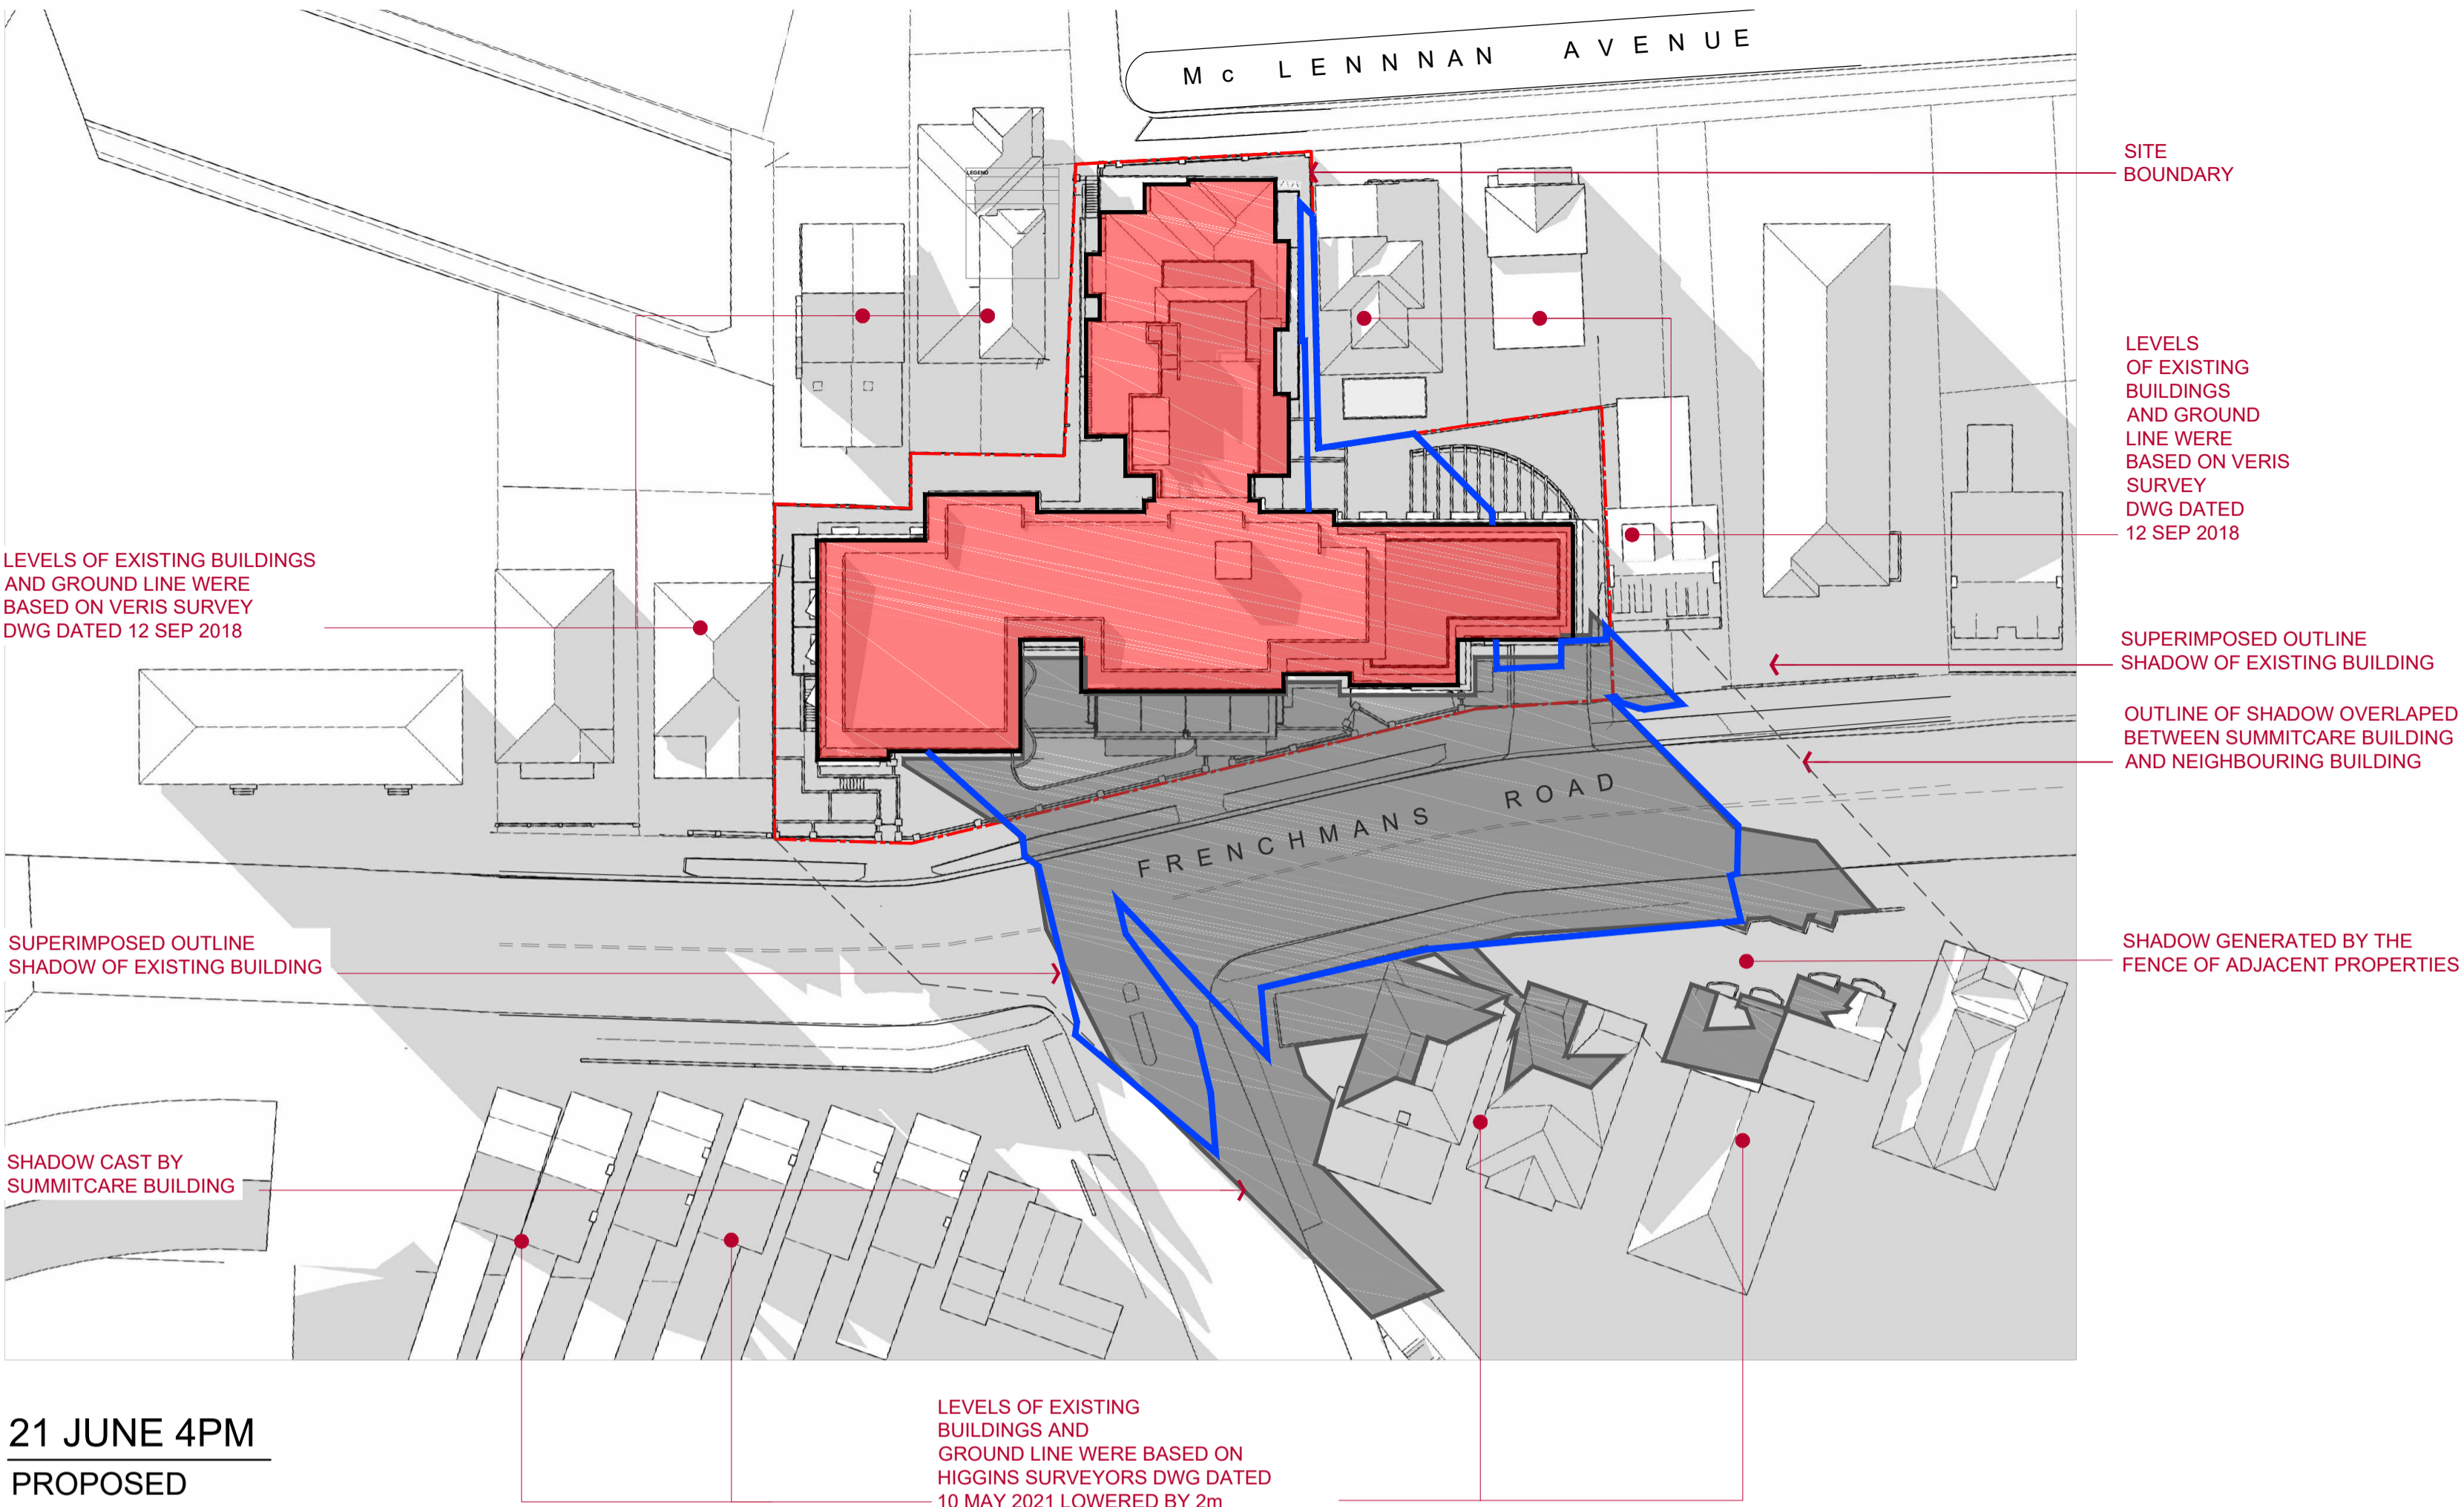 Mc LENNNAN AVENUE
LEGEND
SITE
BOUNDARY
LEVELS
OF EXISTING
BUILDINGS
AND GROUND
LINE WERE
BASED ON VERIS
SURVEY
DWG DATED
12 SEP 2018
LEVELS OF EXISTING BUILDINGS
AND GROUND LINE WERE
BASED ON VERIS SURVEY
DWG DATED 12 SEP 2018
SUPERIMPOSED OUTLINE
SHADOW OF EXISTING BUILDING
OUTLINE OF SHADOW OVERLAPED
BETWEEN SUMMITCARE BUILDING
AND NEIGHBOURING BUILDING
FRENCHMANS ROAD
SUPERIMPOSED OUTLINE
SHADOW OF EXISTING BUILDING
SHADOW GENERATED BY THE
FENCE OF ADJACENT PROPERTIES
SHADOW CAST BY
SUMMITCARE BUILDING
21 JUNE 4PM
PROPOSED
LEVELS OF EXISTING
BUILDINGS AND
GROUND LINE WERE BASED ON
HIGGINS SURVEYORS DWG DATED
10 MAY 2021 LOWERED BY 2m